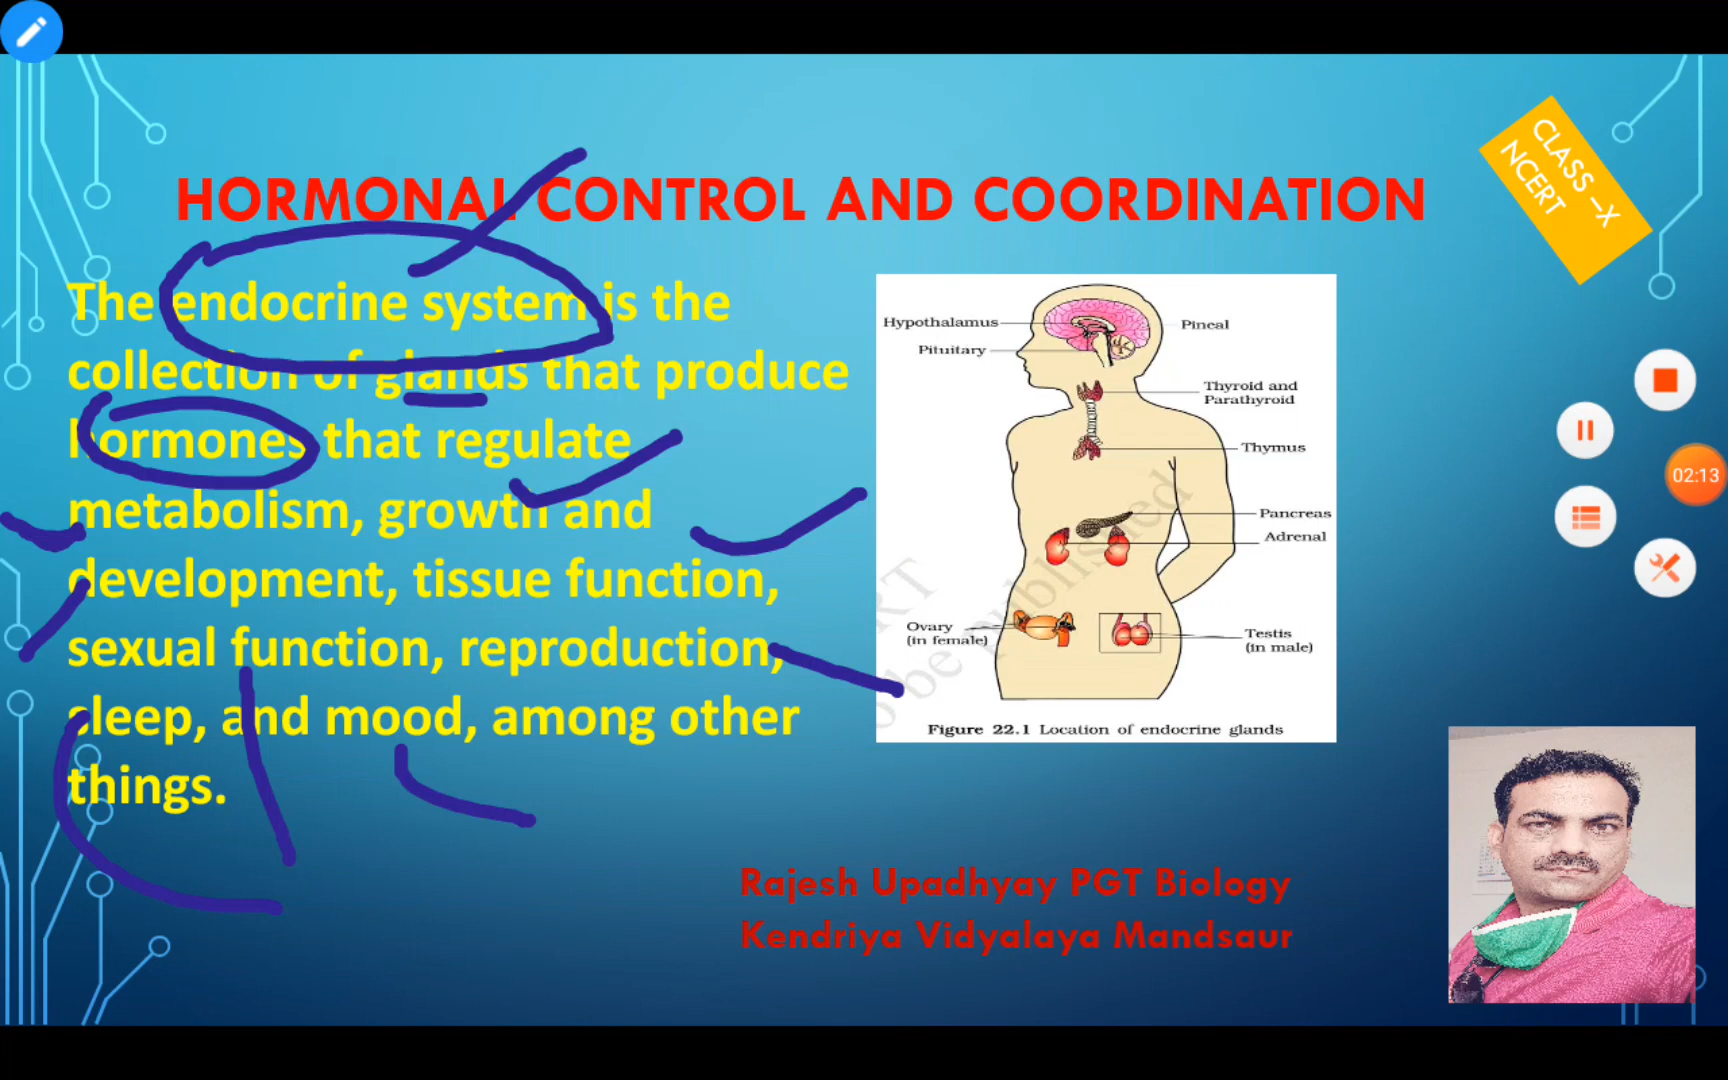 CLASS –X
NCERT
HORMONAL CONTROL AND COORDINATION
The endocrine system is the
collection of glands that produce
hormones that regulate
metabolism, growth and
development, tissue function,
sexual function, reproduction,
sleep, and mood, among other
things.
Hypothalamus
Pineal
Pituitary
Thyroid and
Parathyroid
Thymus
Pancreas
Adrenal
Ovary
(in female)
Testis
(in male)
be published
Figure 22.1 Location of endocrine glands
02:13
Rajesh Upadhyay PGT Biology
Kendriya Vidyalaya Mandsaur